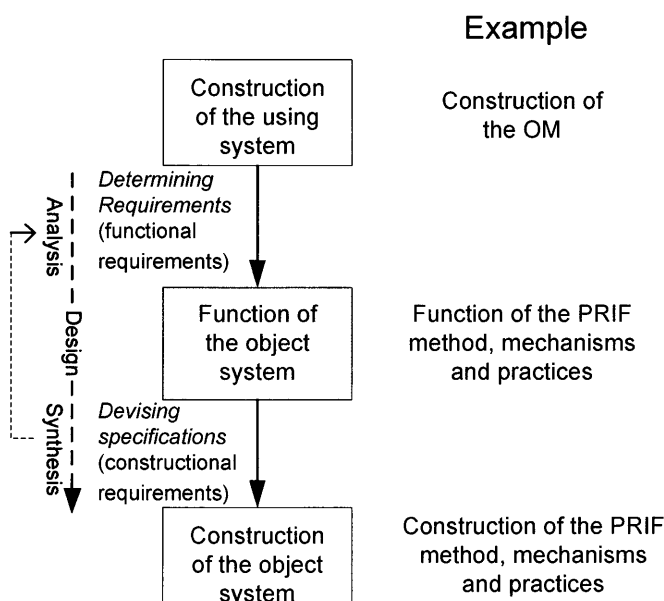 Example
Construction
of the using
system
Construction of
the OM
Determining
Requirements
(functional
requirements)
Analysis
Function of
the object
system
Function of the PRIF
method, mechanisms
and practices
Design
Devising
specifications
(constructional
requirements)
Synthesis
Construction
of the object
system
Construction of the PRIF
method, mechanisms
and practices